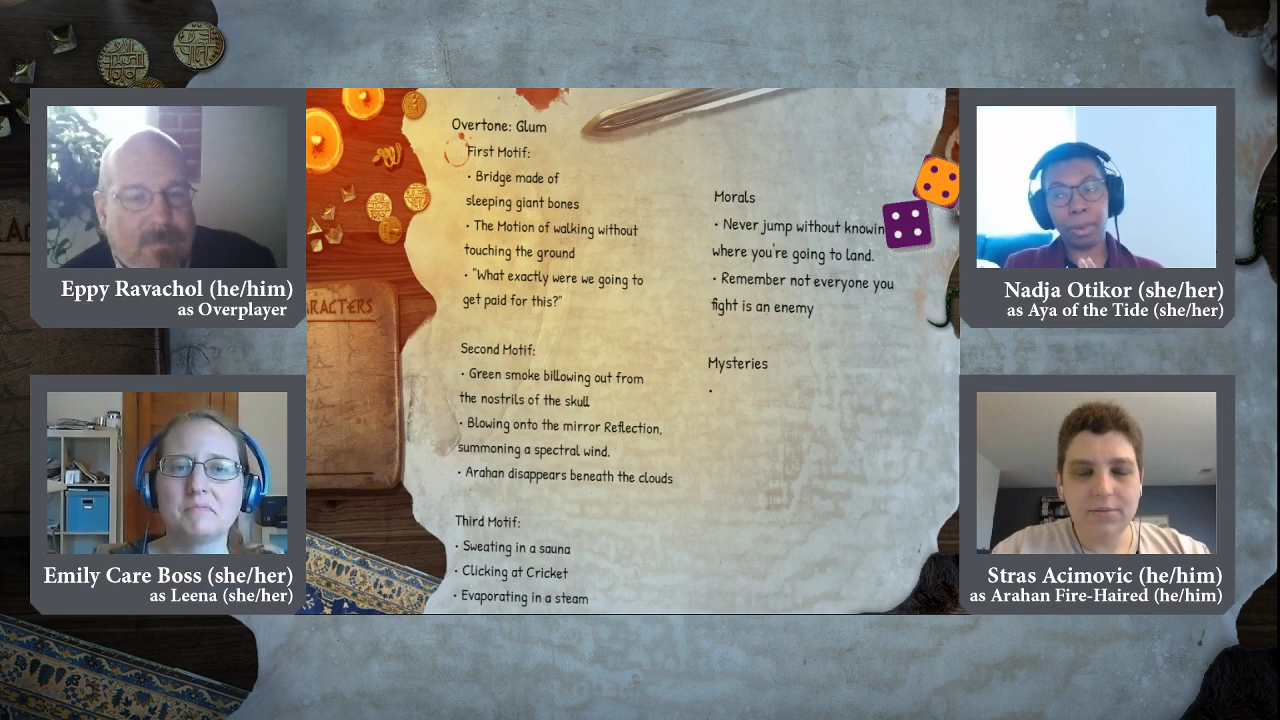 Eppy Ravachol (he/him)
as Overplayer
Emily Care Boss (she/her)
as Leena (she/her)
RACTERS
Overtone: Glum
First Motif:
• Bridge made of
sleeping giant bones
• The Motion of walking without
touching the ground
• "What exactly were we going to
get paid for this?"
Second Motif:
• Green smoke billowing out from
the nostrils of the skull
• Blowing onto the mirror Reflection,
summoning a spectral wind.
• Arahan disappears beneath the clouds
Third Motif:
• Sweating in a sauna
• Clicking at Cricket
• Evaporating in a steam
Morals
• Never jump without knowin
where you're going to land.
• Remember not everyone you
fight is an enemy
Mysteries
•
Nadja Otikor (she/her)
as Aya of the Tide (she/her)
Stras Acimovic (he/him)
as Arahan Fire-Haired (he/him)